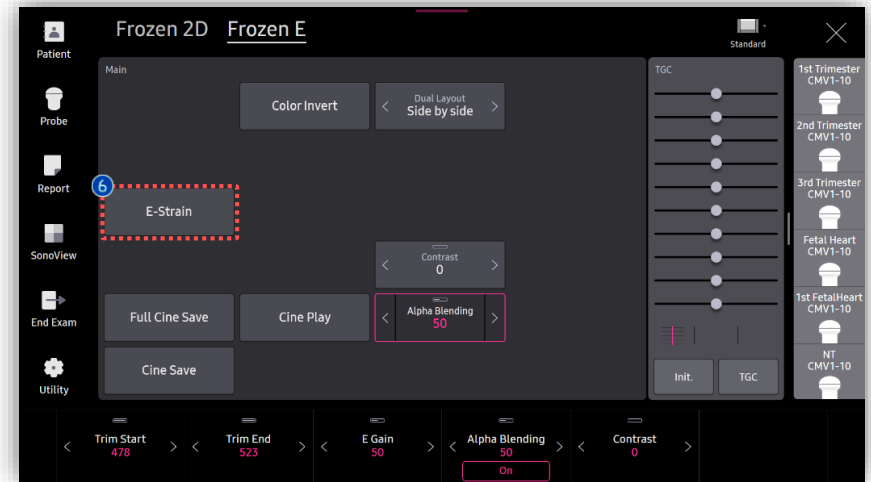 Patient
Probe
Report
SonoView
End Exam
Utility
Frozen 2D Frozen E
Standard
Main
Color Invert
Dual Layout
Side by side
6
E-Strain
Contrast
0
Full Cine Save
Cine Play
Alpha Blending
50
Cine Save
TGC
Init.
TGC
1st Trimester
CMV1-10
2nd Trimester
CMV1-10
3rd Trimester
CMV1-10
Fetal Heart
CMV1-10
1st FetalHeart
CMV1-10
NT
CMV1-10
Trim Start
478
Trim End
523
E Gain
50
Alpha Blending
50
On
Contrast
0